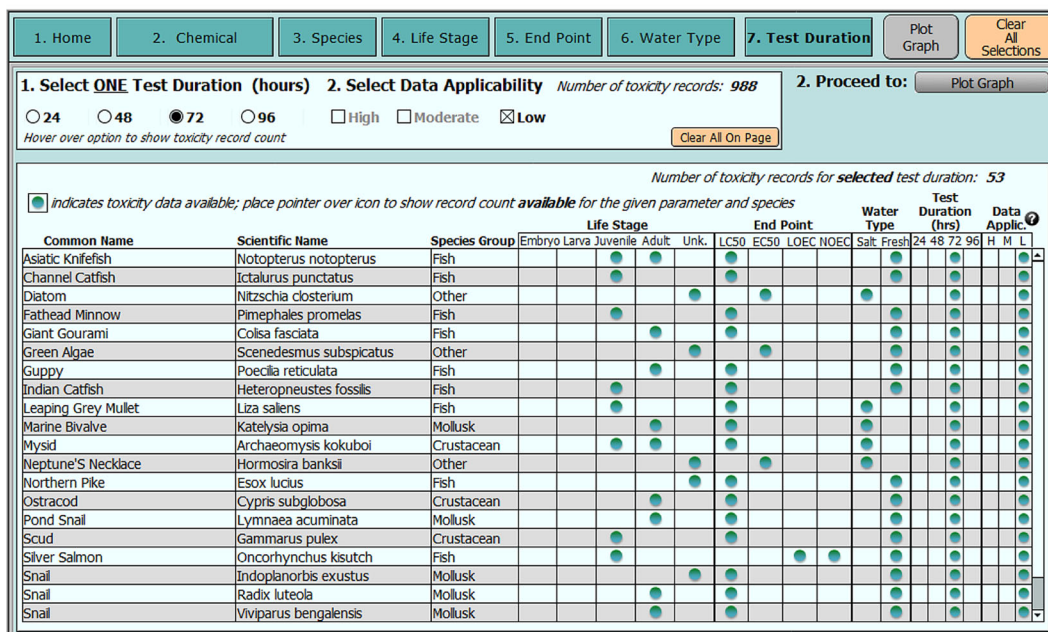 1. Home 2. Chemical 3. Species 4. Life Stage 5. End Point 6. Water Type 7. Test Duration Plot Graph Clear All Selections
1. Select ONE Test Duration (hours) 2. Select Data Applicability Number of toxicity records: 988 2. Proceed to: Plot Graph
24 48 72 96 High Moderate Low
Hover over option to show toxicity record count Clear All On Page
Number of toxicity records for selected test duration: 53
indicates toxicity data available; place pointer over icon to show record count available for the given parameter and species
Life Stage End Point Water Type Test Duration (hrs) Data Applic. ?
Common Name Scientific Name Species Group Embryo Larva Juvenile Adult Unk. LC50 EC50 LOEC NOEC Salt Fresh 24 48 72 96 H M L
Asiatic Knifefish Notopterus notopterus Fish
Channel Catfish Ictalurus punctatus Fish
Diatom Nitzschia closterium Other
Fathead Minnow Pimephales promelas Fish
Giant Gourami Colisa fasciata Fish
Green Algae Scenedesmus subspicatus Other
Guppy Poecilia reticulata Fish
Indian Catfish Heteropneustes fossilis Fish
Leaping Grey Mullet Liza saliens Fish
Marine Bivalve Katelysia opima Mollusk
Mysid Archaeomysis kokuboi Crustacean
Neptune'S Necklace Hormosira banksii Other
Northern Pike Esox lucius Fish
Ostracod Cypris subglobosa Crustacean
Pond Snail Lymnaea acuminata Mollusk
Scud Gammarus pulex Crustacean
Silver Salmon Oncorhynchus kisutch Fish
Snail Indoplanorbis exustus Mollusk
Snail Radix luteola Mollusk
Snail Viviparus bengalensis Mollusk